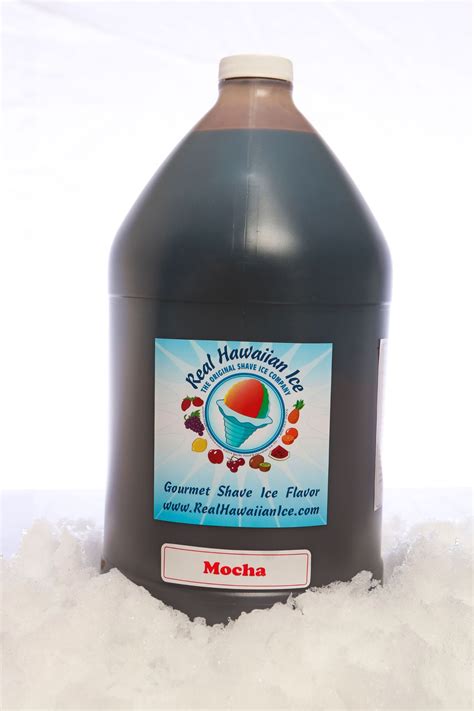 Real Hawaiian Ice
THE ORIGINAL SHAVE ICE COMPANY
Gourmet Shave Ice Flavor
www.RealHawaiianIce.com
Mocha